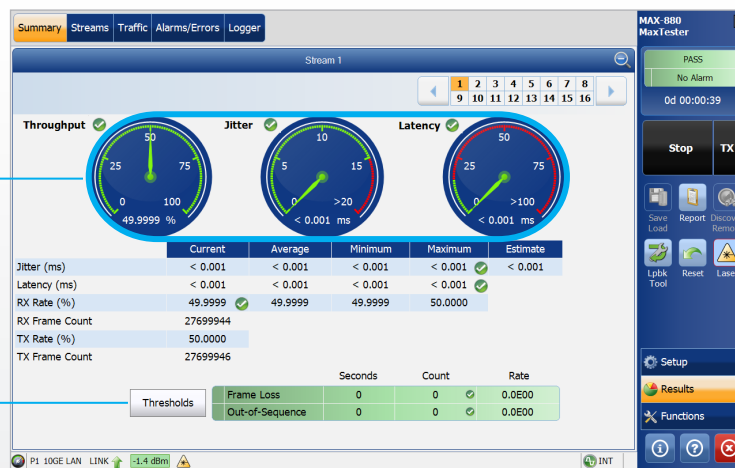 Summary Streams Traffic Alarms/Errors Logger
MAX-880
MaxTester
Stream 1
PASS
No Alarm
0d 00:00:39
1 2 3 4 5 6 7 8
9 10 11 12 13 14 15 16
Throughput Jitter Latency
50 10 50
25 75 5 15 25 75
0 100 0 >20 0 >100
49.9999 % < 0.001 ms < 0.001 ms
Stop TX
Save Load
Report
Lpbk Tool
Reset
Current Average Minimum Maximum Estimate
Jitter (ms) < 0.001 < 0.001 < 0.001 < 0.001 < 0.001
Latency (ms) < 0.001 < 0.001 < 0.001 < 0.001
RX Rate (%) 49.9999 49.9999 49.9999 50.0000
RX Frame Count 27699944
TX Rate (%) 50.0000
TX Frame Count 27699946
Seconds Count Rate
Thresholds
Frame Loss 0 0 0.0E00
Out-of-Sequence 0 0 0.0E00
Setup
Results
Functions
P1 10GE LAN LINK -1.4 dBm INT